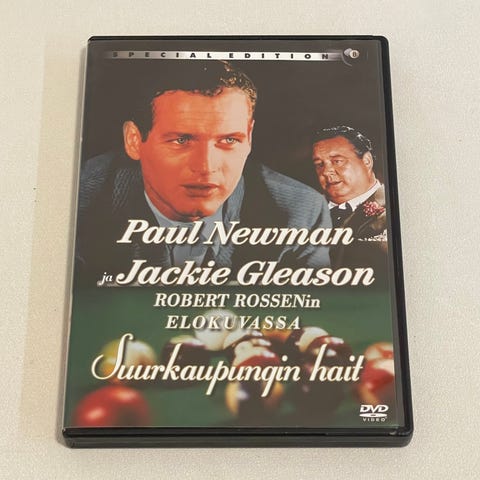 SPECIAL EDITION
Paul Newman
ja Jackie Gleason
ROBERT ROSSENin
ELOKUVASSA
Suurkaupungin hait
DVD
VIDEO